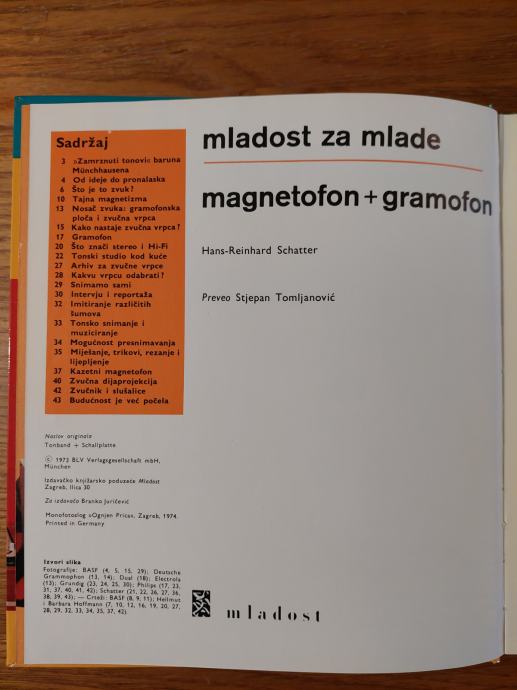 Sadržaj
3 »Zamrznuti tonovi« baruna
Münchhausena
4 Od ideje do pronalaska
6 Što je to zvuk?
10 Tajna magnetizma
13 Nosač zvuka: gramofonska
ploča i zvučna vrpca
15 Kako nastaje zvučna vrpca?
17 Gramofon
20 Što znači stereo i Hi-Fi
22 Tonski studio kod kuće
27 Arhiv za zvučne vrpce
28 Kakvu vrpcu odabrati?
29 Snimamo sami
30 Intervju i reportaža
32 Imitiranje različitih
šumova
33 Tonsko snimanje i
muziciranje
34 Mogućnost presnimavanja
35 Miješanje, trikovi, rezanje i
lijepljenje
37 Kazetni magnetofon
40 Zvučna dijaprojekcija
42 Zvučnik i slušalice
43 Budućnost je već počela
mladost za mlade
magnetofon+gramofon
Hans-Reinhard Schatter
Preveo Stjepan Tomljanović
Naslov originala
Tonband + Schallplatte
© 1972 BLV Verlagsgesellschaft mbH,
München
Izdavačko knjižarsko poduzeće Mladost
Zagreb, Ilica 30
Za izdavača Branko Juričević
Monofotoslog »Ognjen Prica«, Zagreb, 1974.
Printed in Germany
Izvori slika
Fotografije: BASF (4, 5, 15, 29); Deutsche
Grammophon (13, 14); Dual (18); Electrola
(13); Grundig (23, 24, 25, 30); Philips (17, 23,
31, 37, 40, 41, 42); Schatter (21, 22, 26, 27, 36,
38, 39, 43); — Crteži: BASF (8, 9, 11); Hellmut
i Barbara Hoffmann (7, 10, 12, 16, 19, 20, 27,
28, 29, 32, 33, 34, 35, 37, 42).
mladost